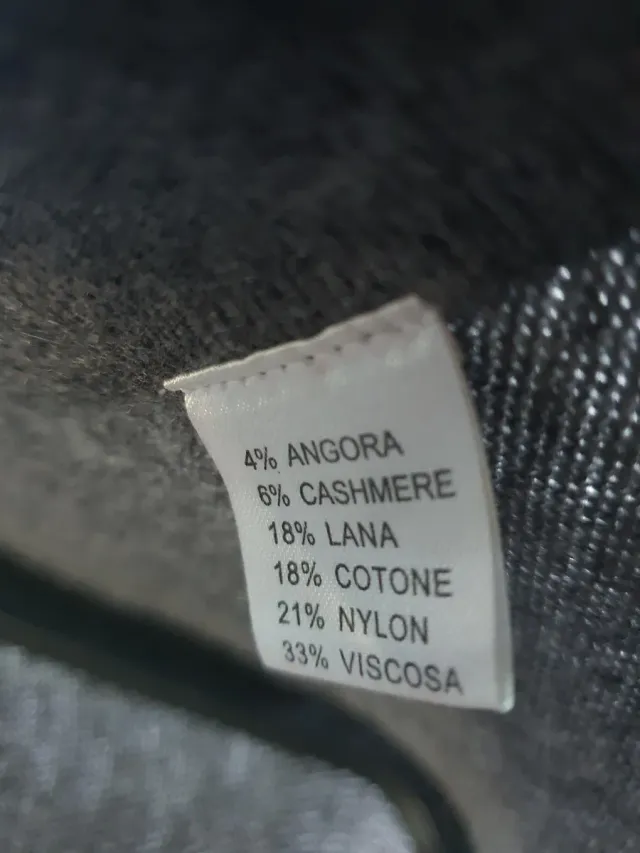 4% ANGORA
6% CASHMERE
18% LANA
18% COTONE
21% NYLON
33% VISCOSA